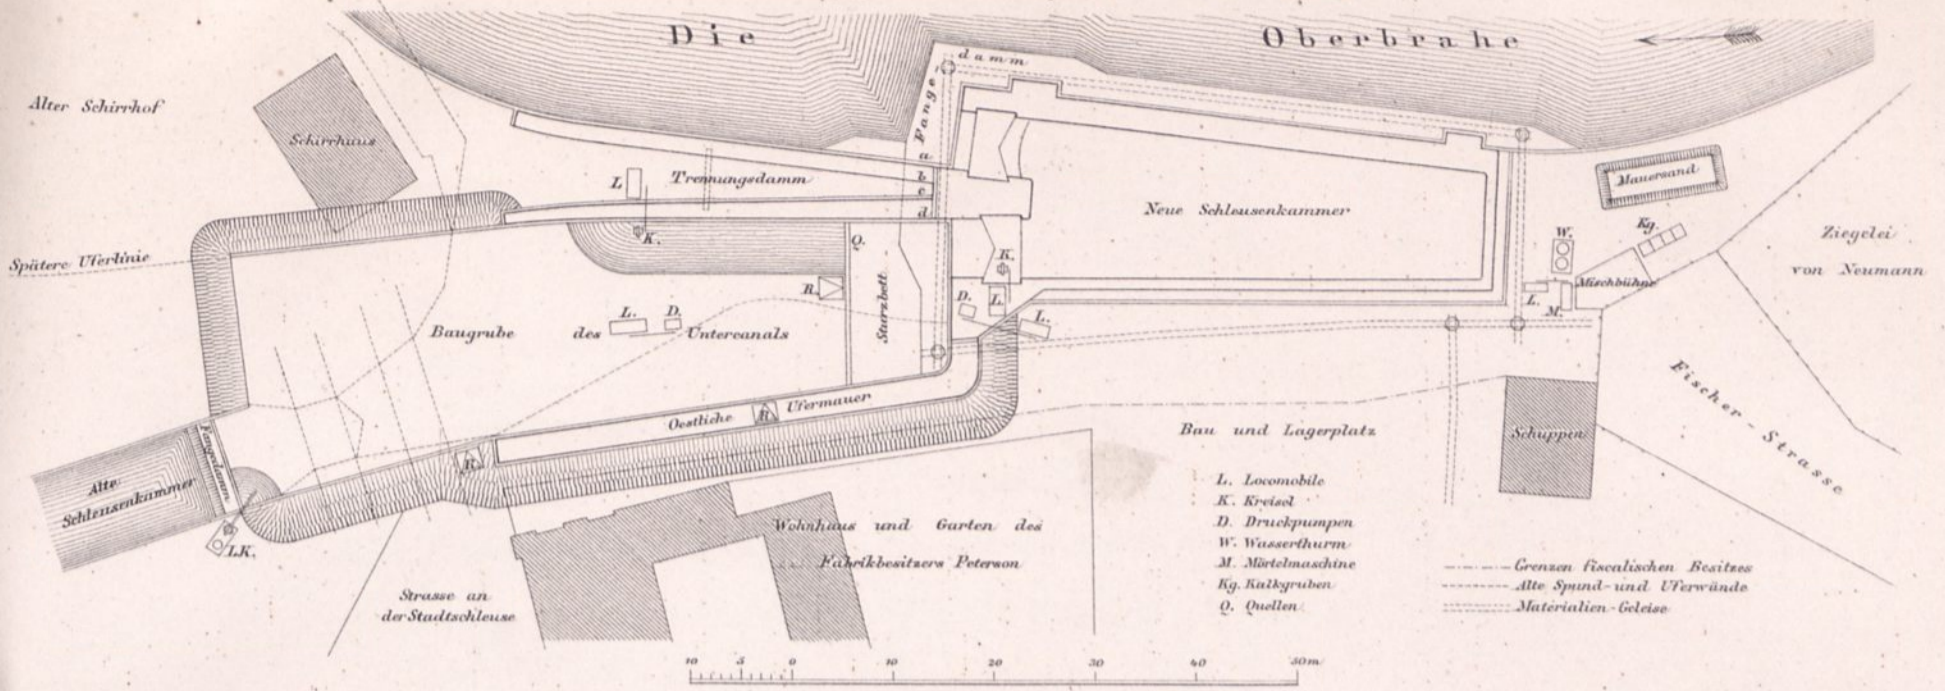 Die Oberbrahe
Alter Schirrhof
Schirrhaus
Fangedamm
a
b
c
d
L
Trennungsdamm
K.
Spätere Uferlinie
Q.
Neue Schleusenkammer
Mauersand
Kg.
W.
Ziegelei
von Neumann
Mischbühne
L.
M.
R.
Sturzbett
K.
D.
L.
L.
L.
D.
Baugrube des Untercanals
Oestliche Ufermauer
R
R
Fangedamm
Alte
Schleusenkammer
L.K.
Fischer-Strasse
Schuppen
Bau und Lagerplatz
L. Locomobile
K. Kreisel
D. Druckpumpen
W. Wasserthurm
M. Mörtelmaschine
Kg. Kalkgruben
Q. Quellen
Wohnhaus und Garten des
Fabrikbesitzers Peterson
Strasse an
der Stadtschleuse
Grenzen fiscalischen Besitzes
Alte Spund- und Uferwände
Materialien-Geleise
10 5 0 10 20 30 40 50m